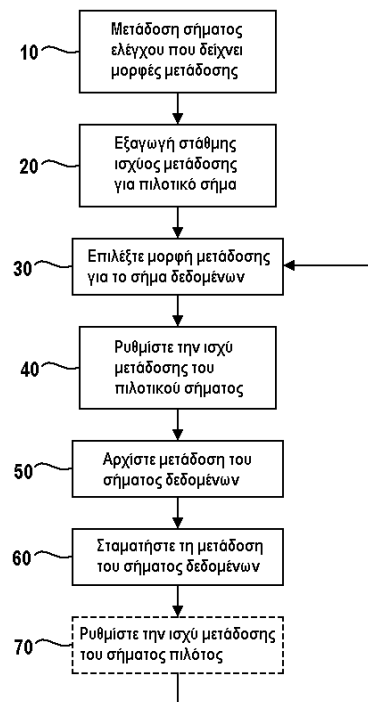 10
Μετάδοση σήματος
ελέγχου που δείχνει
μορφές μετάδοσης
20
Εξαγωγή στάθμης
ισχύος μετάδοσης
για πιλοτικό σήμα
30
Επιλέξτε μορφή μετάδοσης
για το σήμα δεδομένων
40
Ρυθμίστε την ισχύ
μετάδοσης του
πιλοτικού σήματος
50
Αρχίστε μετάδοση του
σήματος δεδομένων
60
Σταματήστε τη μετάδοση
του σήματος δεδομένων
70
Ρυθμίστε την ισχύ μετάδοσης
του σήματος πιλότος